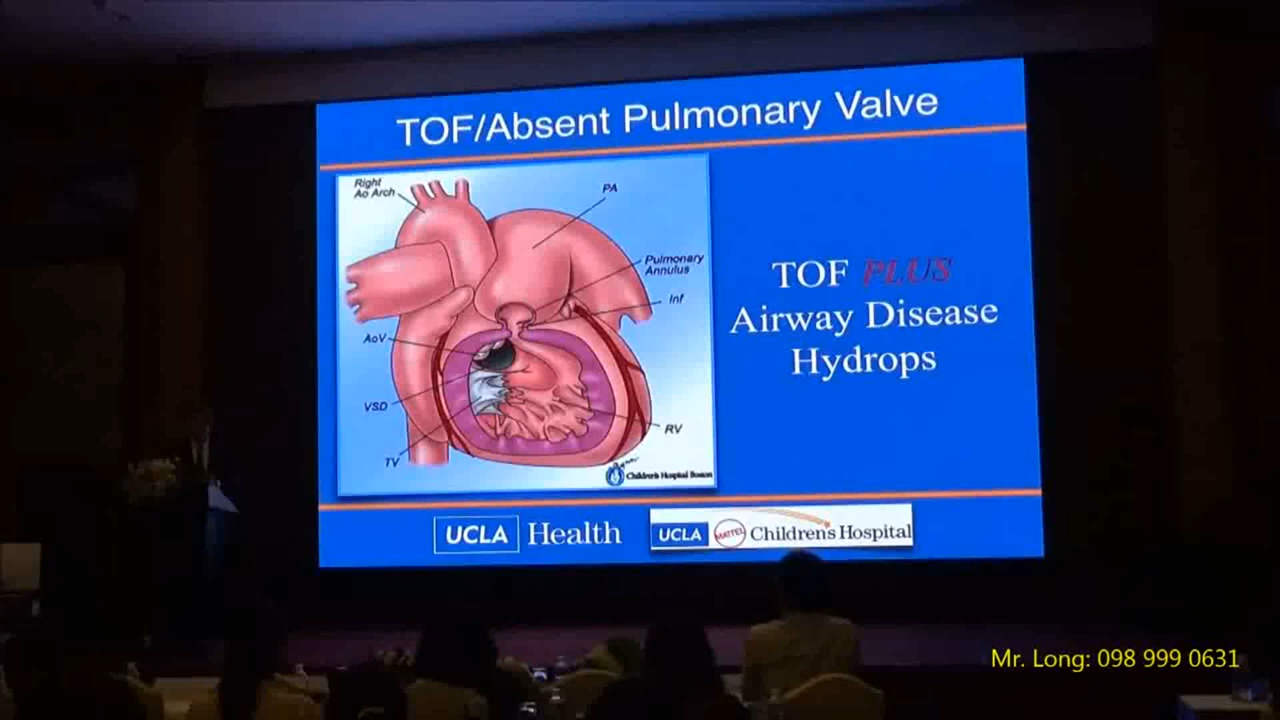 TOF/Absent Pulmonary Valve
Right
Ao Arch
PA
Pulmonary
Annulus
Inf
AoV
VSD
TV
RV
Children's Hospital Boston
TOF PLUS
Airway Disease
Hydrops
UCLA Health
UCLA MATTEL Children's Hospital
Mr. Long: 098 999 0631